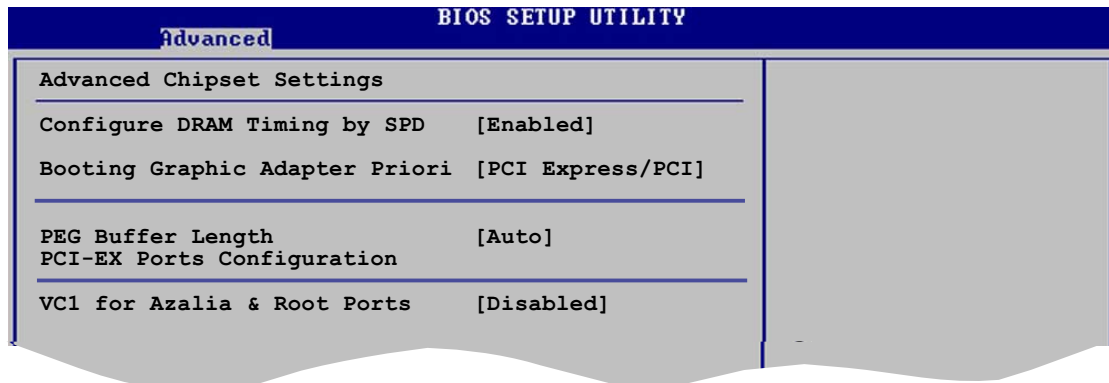 BIOS SETUP UTILITY
Advanced
Advanced Chipset Settings
Configure DRAM Timing by SPD [Enabled]
Booting Graphic Adapter Priori [PCI Express/PCI]
PEG Buffer Length [Auto]
PCI-EX Ports Configuration
VC1 for Azalia & Root Ports [Disabled]